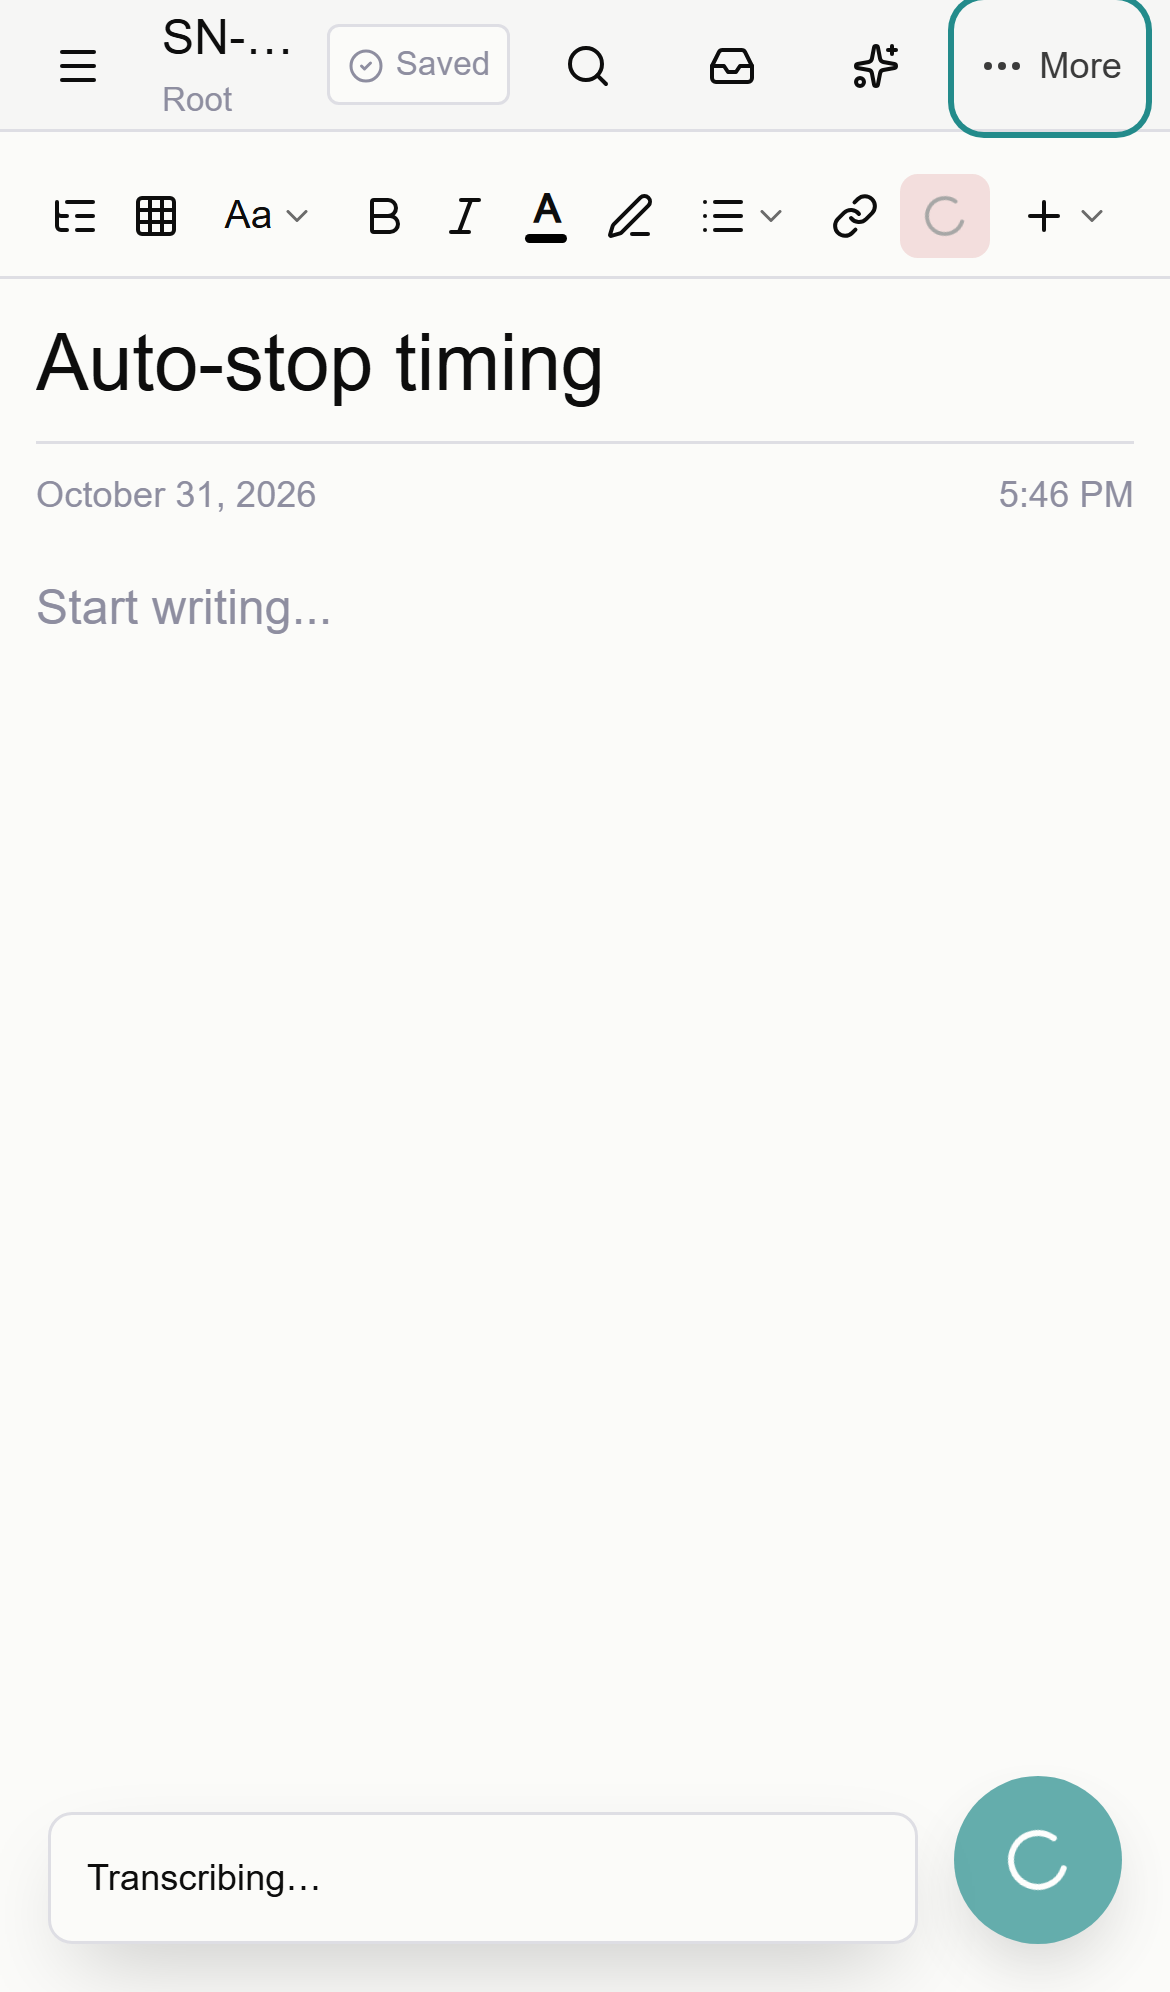 SN-...
Root
Saved
More
Aa
B
I
A
Auto-stop timing
October 31, 2026
5:46 PM
Start writing...
Transcribing...